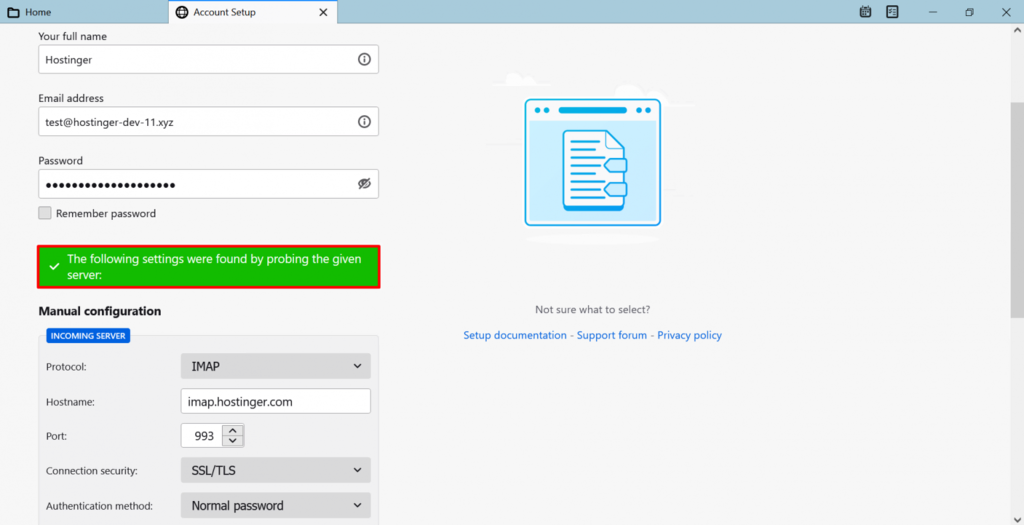 Home
Account Setup
Your full name
Hostinger
Email address
test@hostinger-dev-11.xyz
Password
••••••••••••••••••••
Remember password
The following settings were found by probing the given
server:
Manual configuration
INCOMING SERVER
Protocol:
IMAP
Hostname:
imap.hostinger.com
Port:
993
Connection security:
SSL/TLS
Authentication method:
Normal password
Not sure what to select?
Setup documentation - Support forum - Privacy policy